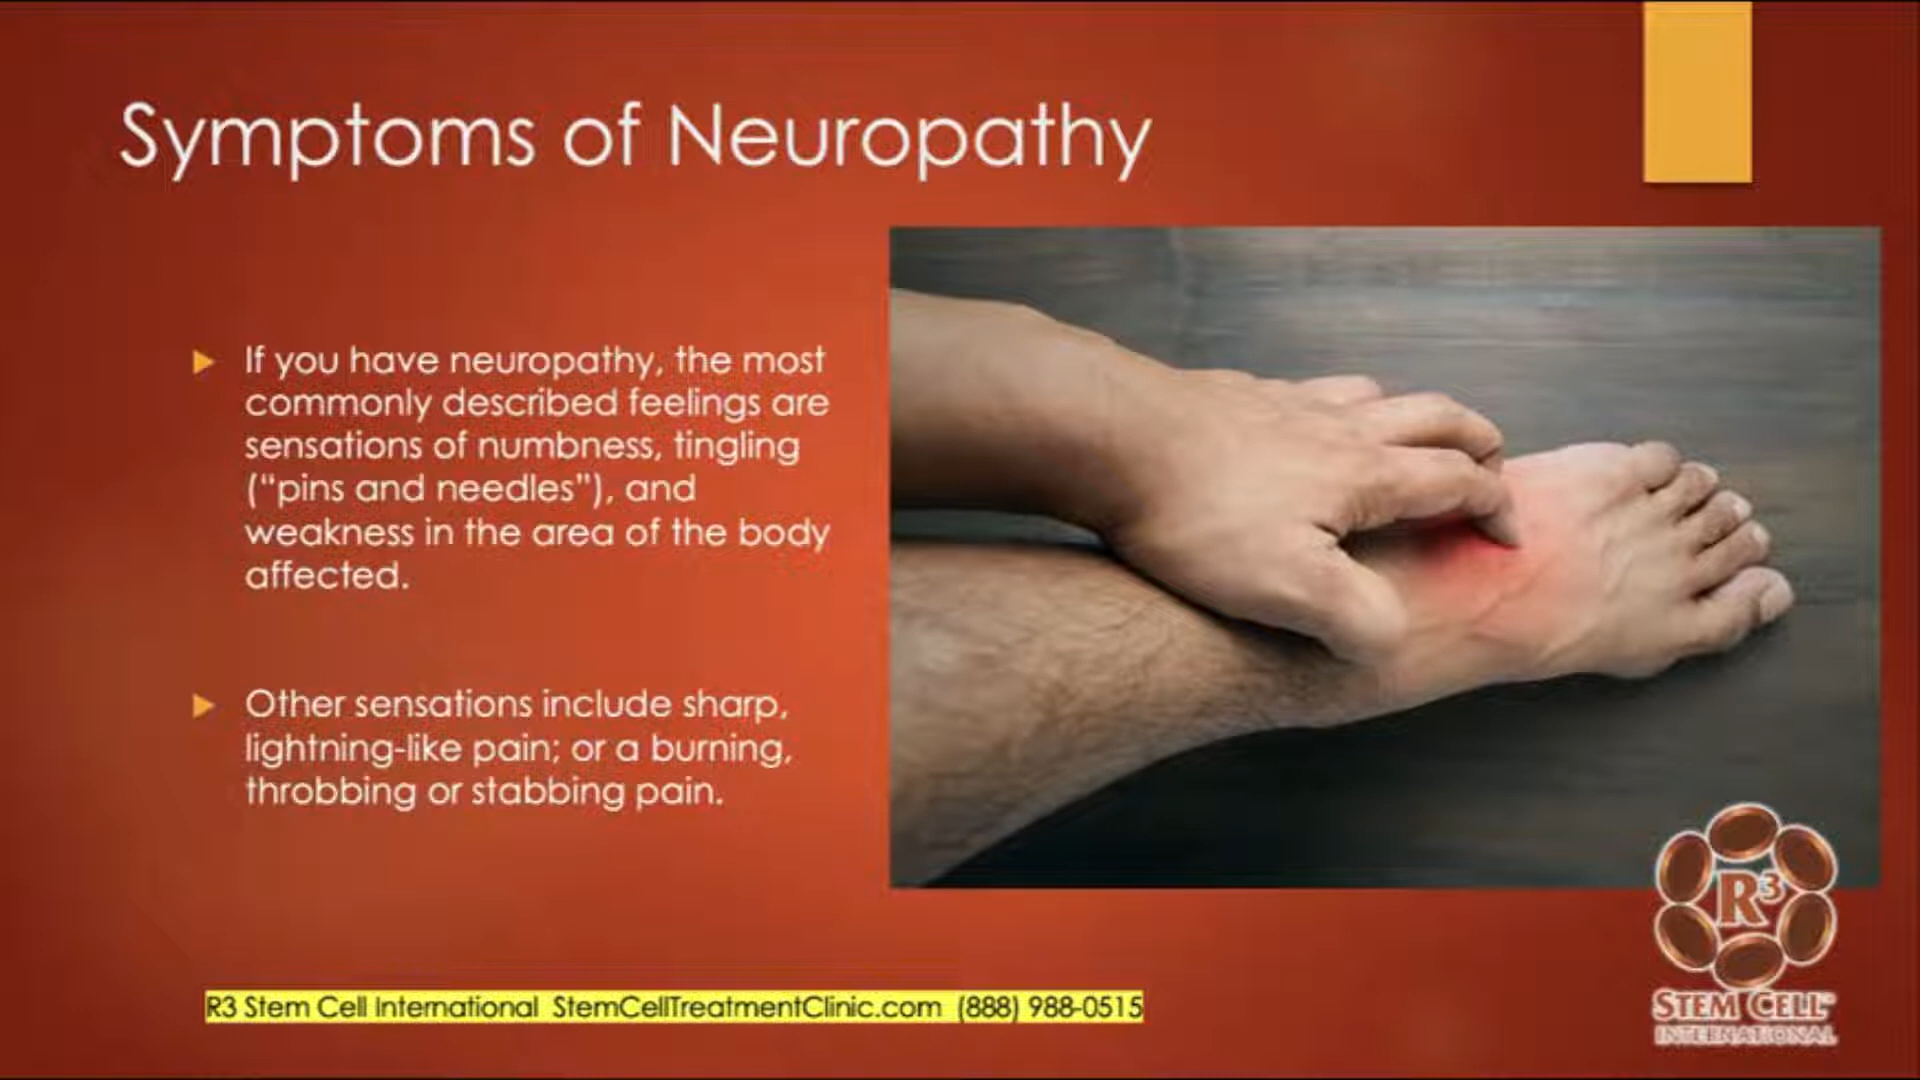 Symptoms of Neuropathy
If you have neuropathy, the most
commonly described feelings are
sensations of numbness, tingling
(“pins and needles”), and
weakness in the area of the body
affected.
Other sensations include sharp,
lightning-like pain; or a burning,
throbbing or stabbing pain.
R3 Stem Cell International StemCellTreatmentClinic.com (888) 988-0515
R³
STEM CELL
INTERNATIONAL